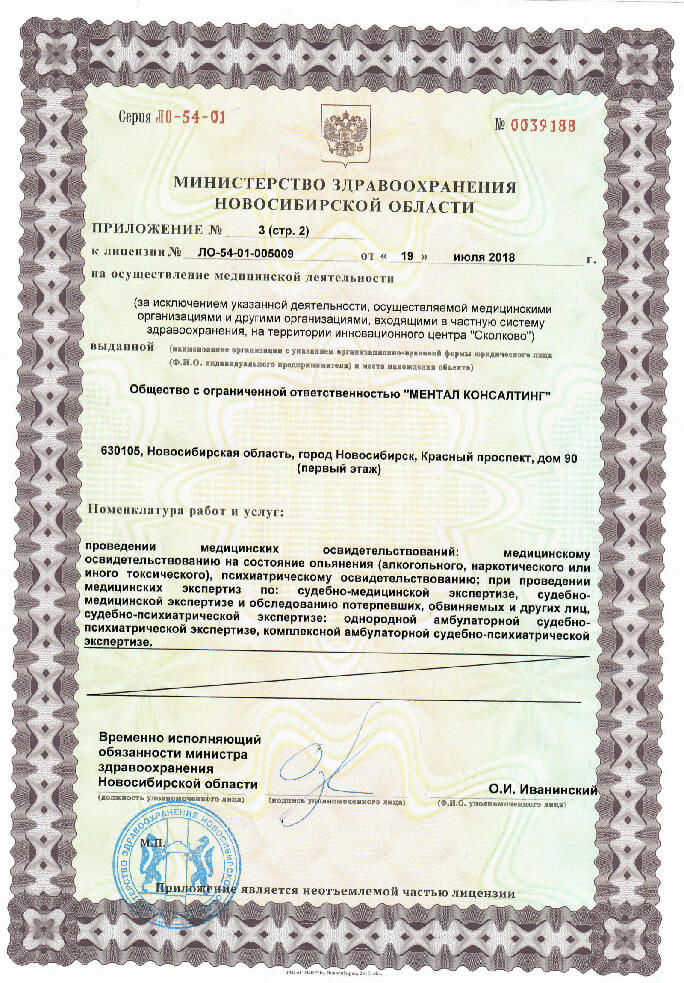 Серия ЛО-54-01
№ 0039188
МИНИСТЕРСТВО ЗДРАВООХРАНЕНИЯ
НОВОСИБИРСКОЙ ОБЛАСТИ
ПРИЛОЖЕНИЕ № 3 (стр. 2)
к лицензии № ЛО-54-01-005009 от « 19 » июля 2018 г.
на осуществление медицинской деятельности
(за исключением указанной деятельности, осуществляемой медицинскими
организациями и другими организациями, входящими в частную систему
здравоохранения, на территории инновационного центра "Сколково")
выданной (наименование организации с указанием организационно-правовой формы юридического лица
(Ф.И.О. индивидуального предпринимателя) и места нахождения объекта)
Общество с ограниченной ответственностью "МЕНТАЛ КОНСАЛТИНГ"
630105, Новосибирская область, город Новосибирск, Красный проспект, дом 90
(первый этаж)
Номенклатура работ и услуг:
проведении медицинских освидетельствований: медицинскому
освидетельствованию на состояние опьянения (алкогольного, наркотического или
иного токсического), психиатрическому освидетельствованию; при проведении
медицинских экспертиз по: судебно-медицинской экспертизе, судебно-
медицинской экспертизе и обследованию потерпевших, обвиняемых и других лиц,
судебно-психиатрической экспертизе: однородной амбулаторной судебно-
психиатрической экспертизе, комплексной амбулаторной судебно-психиатрической
экспертизе.
Временно исполняющий
обязанности министра
здравоохранения
Новосибирской области
О.И. Иванинский
(должность уполномоченного лица)
(подпись уполномоченного лица)
(Ф.И.О. уполномоченного лица)
М.П.
Приложение является неотъемлемой частью лицензии